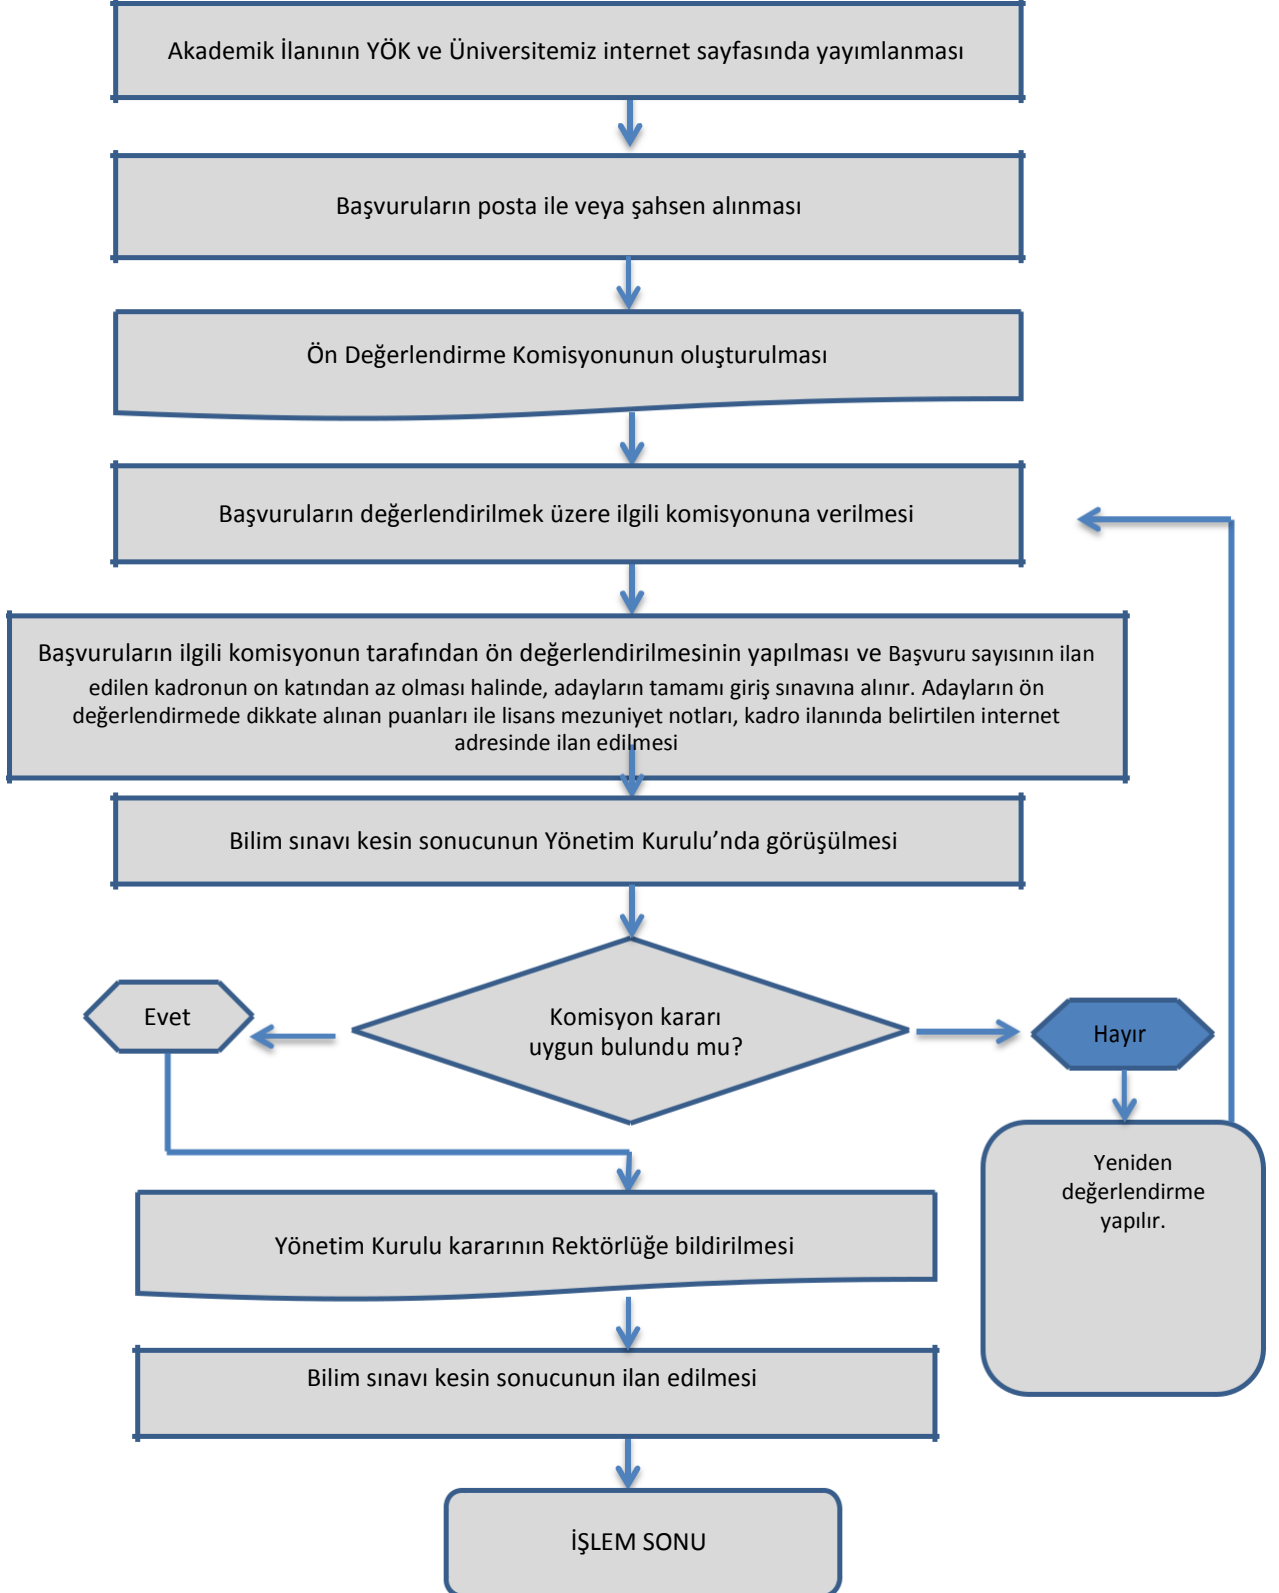 Akademik İlanının YÖK ve Üniversitemiz internet sayfasında yayımlanması
Başvuruların posta ile veya şahsen alınması
Ön Değerlendirme Komisyonunun oluşturulması
Başvuruların değerlendirilmek üzere ilgili komisyonuna verilmesi
Başvuruların ilgili komisyonun tarafından ön değerlendirilmesinin yapılması ve Başvuru sayısının ilan
edilen kadronun on katından az olması halinde, adayların tamamı giriş sınavına alınır. Adayların ön
değerlendirmede dikkate alınan puanları ile lisans mezuniyet notları, kadro ilanında belirtilen internet
adresinde ilan edilmesi
Bilim sınavı kesin sonucunun Yönetim Kurulu’nda görüşülmesi
Komisyon kararı
uygun bulundu mu?
Evet
Hayır
Yeniden
değerlendirme
yapılır.
Yönetim Kurulu kararının Rektörlüğe bildirilmesi
Bilim sınavı kesin sonucunun ilan edilmesi
İŞLEM SONU